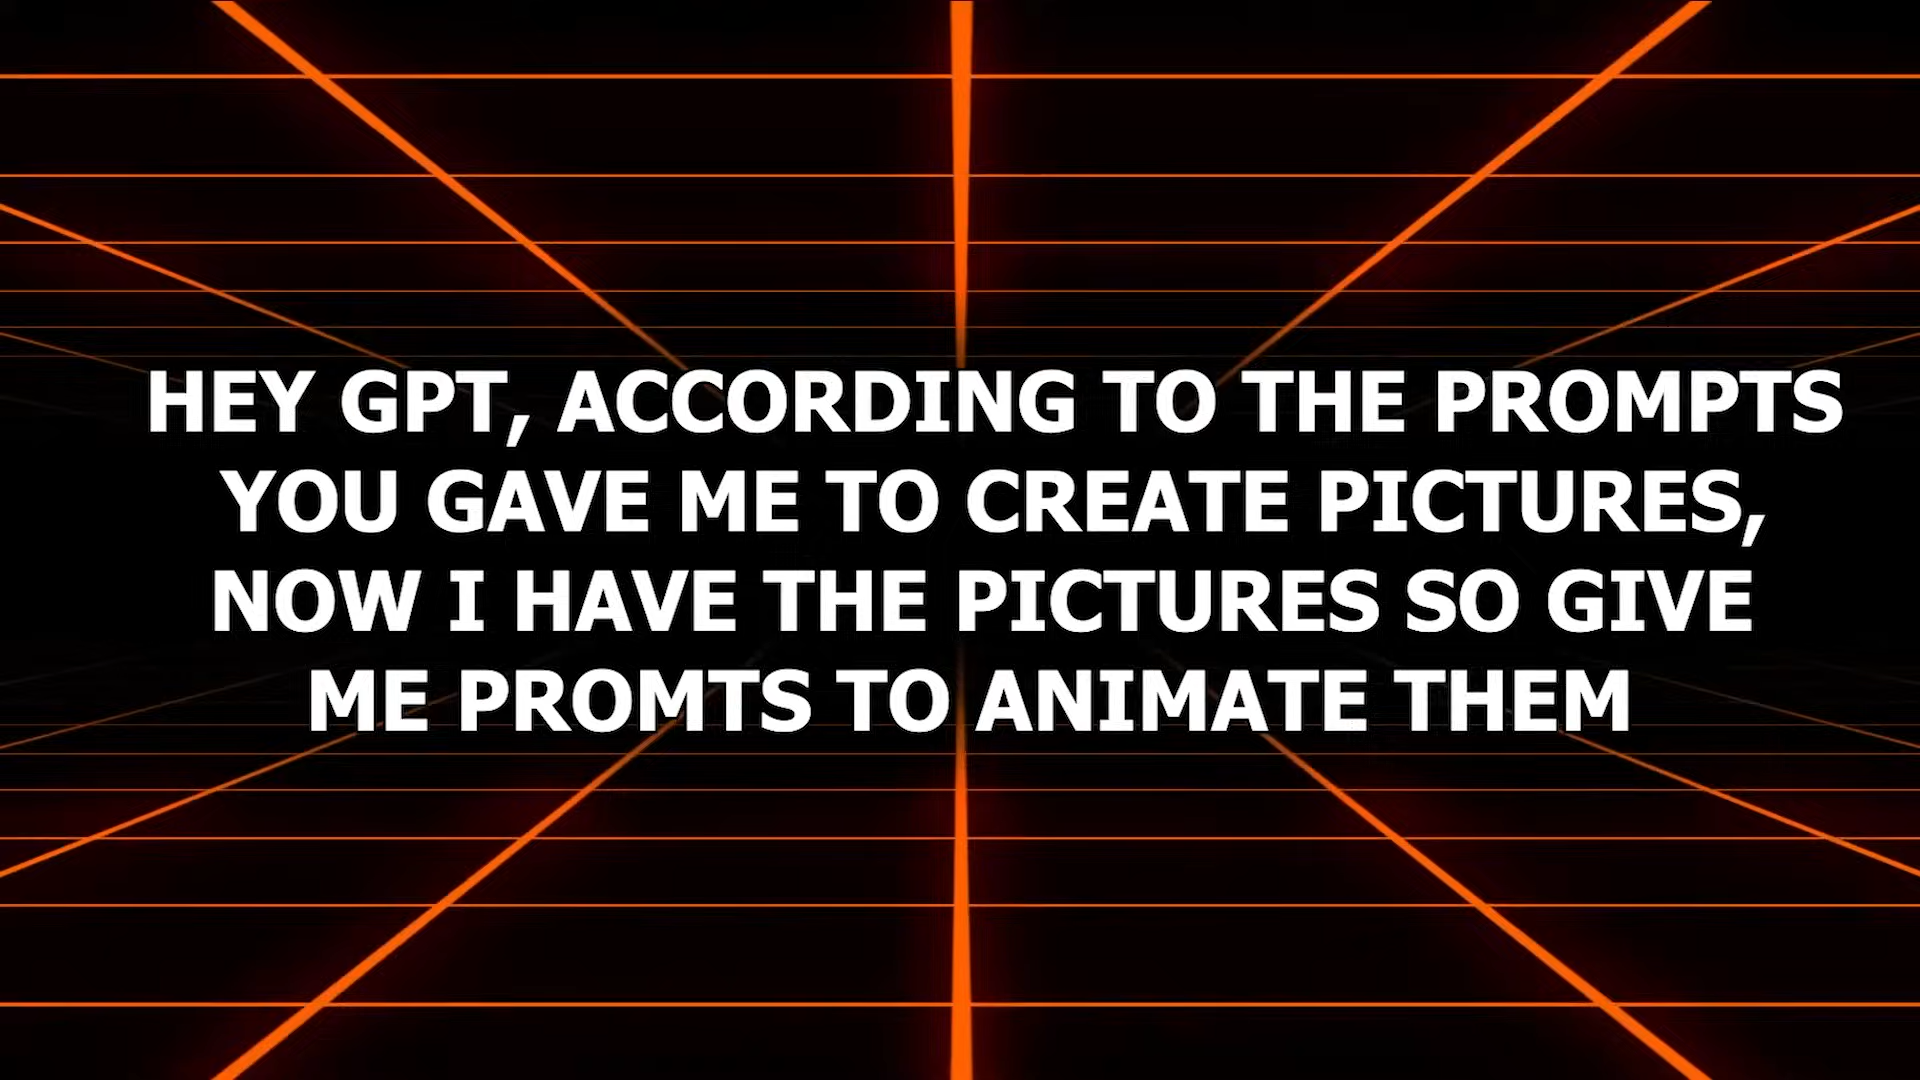 HEY GPT, ACCORDING TO THE PROMPTS
YOU GAVE ME TO CREATE PICTURES,
NOW I HAVE THE PICTURES SO GIVE
ME PROMTS TO ANIMATE THEM